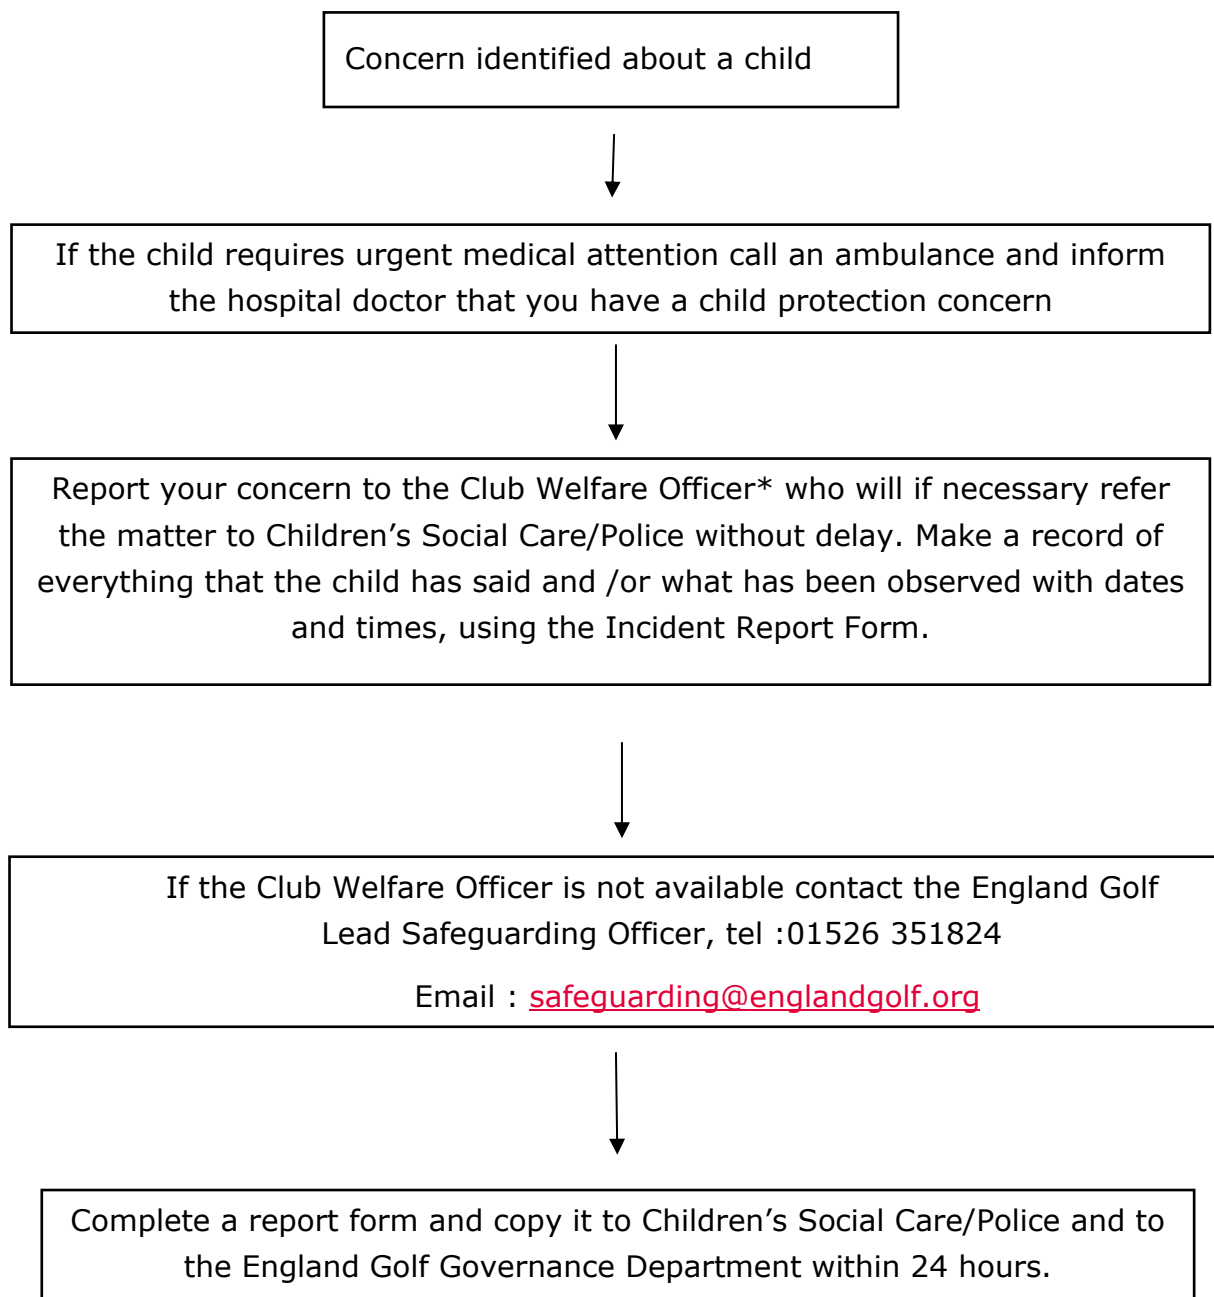 Concern identified about a child
If the child requires urgent medical attention call an ambulance and inform
the hospital doctor that you have a child protection concern
Report your concern to the Club Welfare Officer* who will if necessary refer
the matter to Children’s Social Care/Police without delay. Make a record of
everything that the child has said and /or what has been observed with dates
and times, using the Incident Report Form.
If the Club Welfare Officer is not available contact the England Golf
Lead Safeguarding Officer, tel :01526 351824
Email : safeguarding@englandgolf.org
Complete a report form and copy it to Children’s Social Care/Police and to
the England Golf Governance Department within 24 hours.